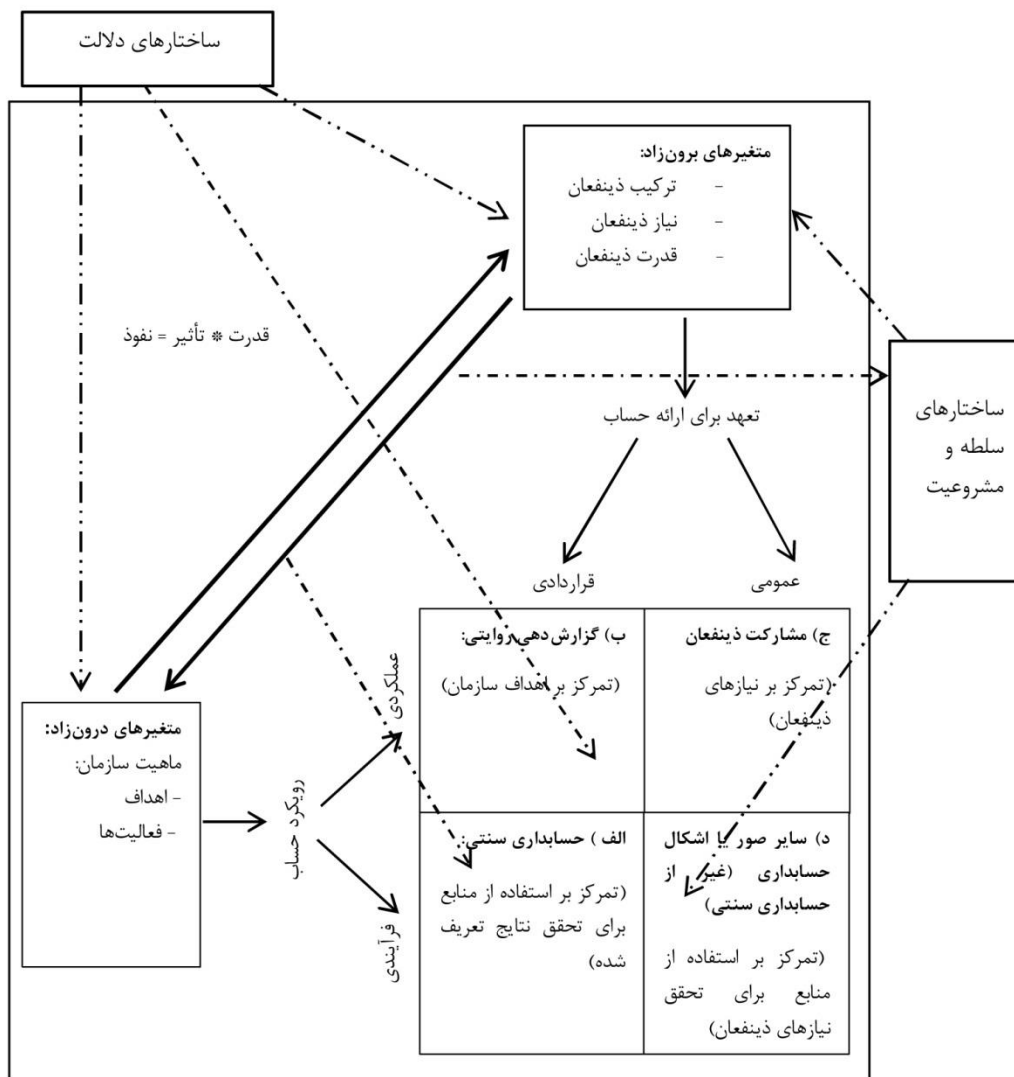 ساختارهای دلالت
متغیرهای برون‌زاد:
- ترکیب ذینفعان
- نیاز ذینفعان
- قدرت ذینفعان
قدرت * تأثیر = نفوذ
ساختارهای
سلطه و
مشروعیت
تعهد برای ارائه حساب
عمومی
قراردادی
ج) مشارکت ذینفعان
(تمرکز بر نیازهای
ذینفعان)
ب) گزارش‌دهی روایتی:
(تمرکز بر اهداف سازمان)
عملکردی
متغیرهای درون‌زاد:
ماهیت سازمان:
- اهداف
- فعالیت‌ها
رویکرد حساب
فرآیندی
د) سایر صور یا اشکال
حسابداری (غیر از
حسابداری سنتی)
(تمرکز بر استفاده از
منابع برای تحقق
نیازهای ذینفعان)
الف) حسابداری سنتی:
(تمرکز بر استفاده از منابع
برای تحقق نتایج تعریف
شده)